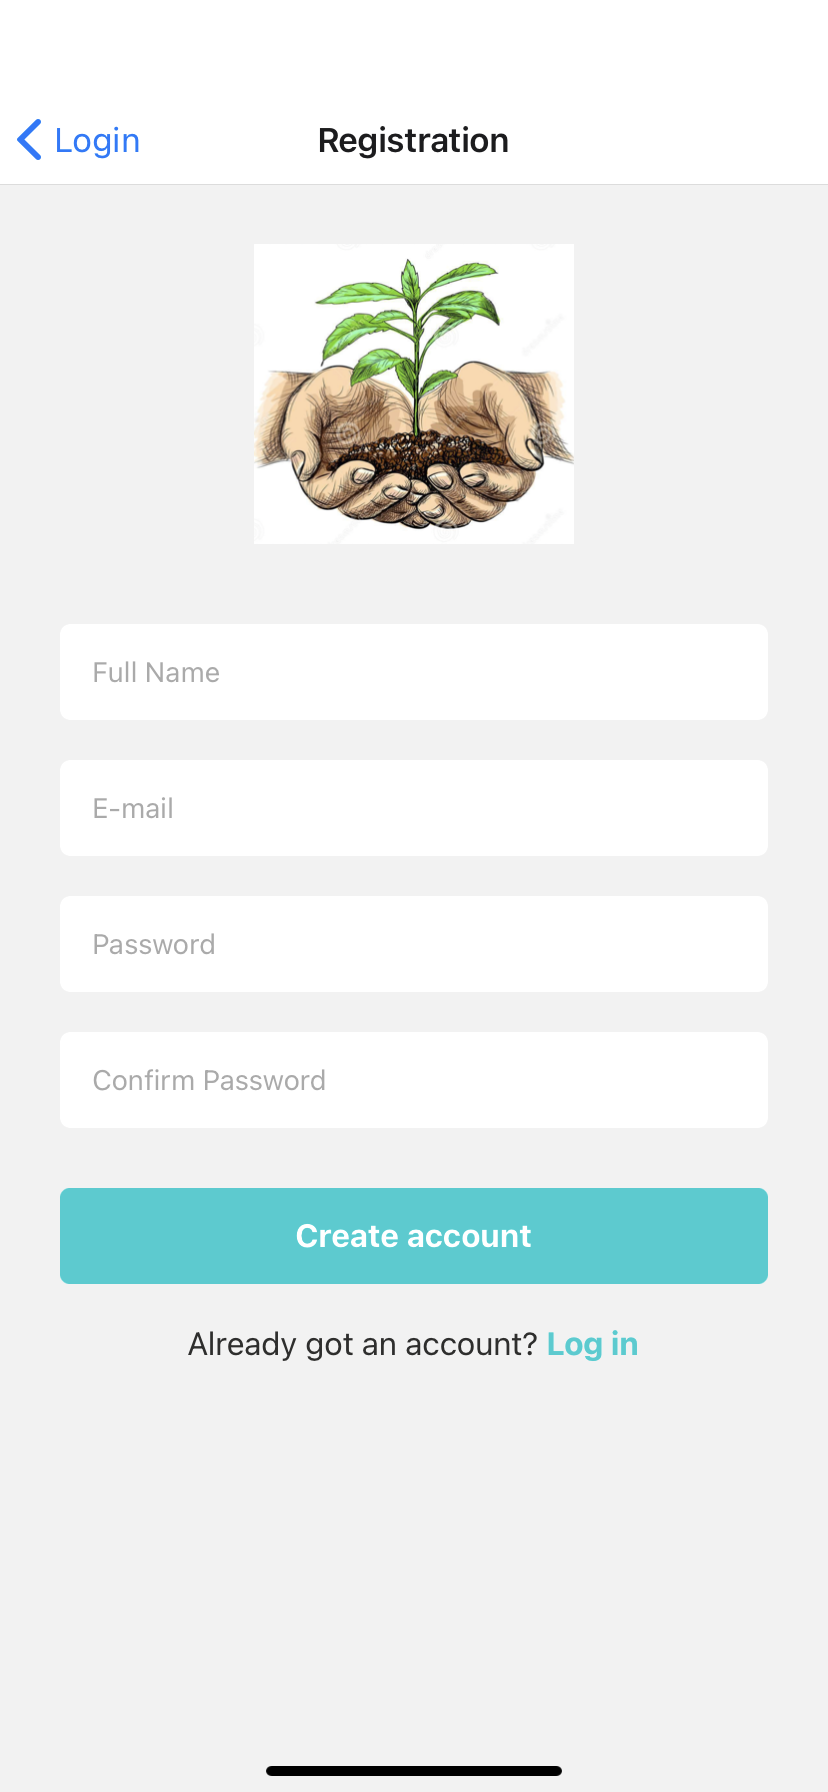 Login
Registration
Full Name
E-mail
Password
Confirm Password
Create account
Already got an account? Log in